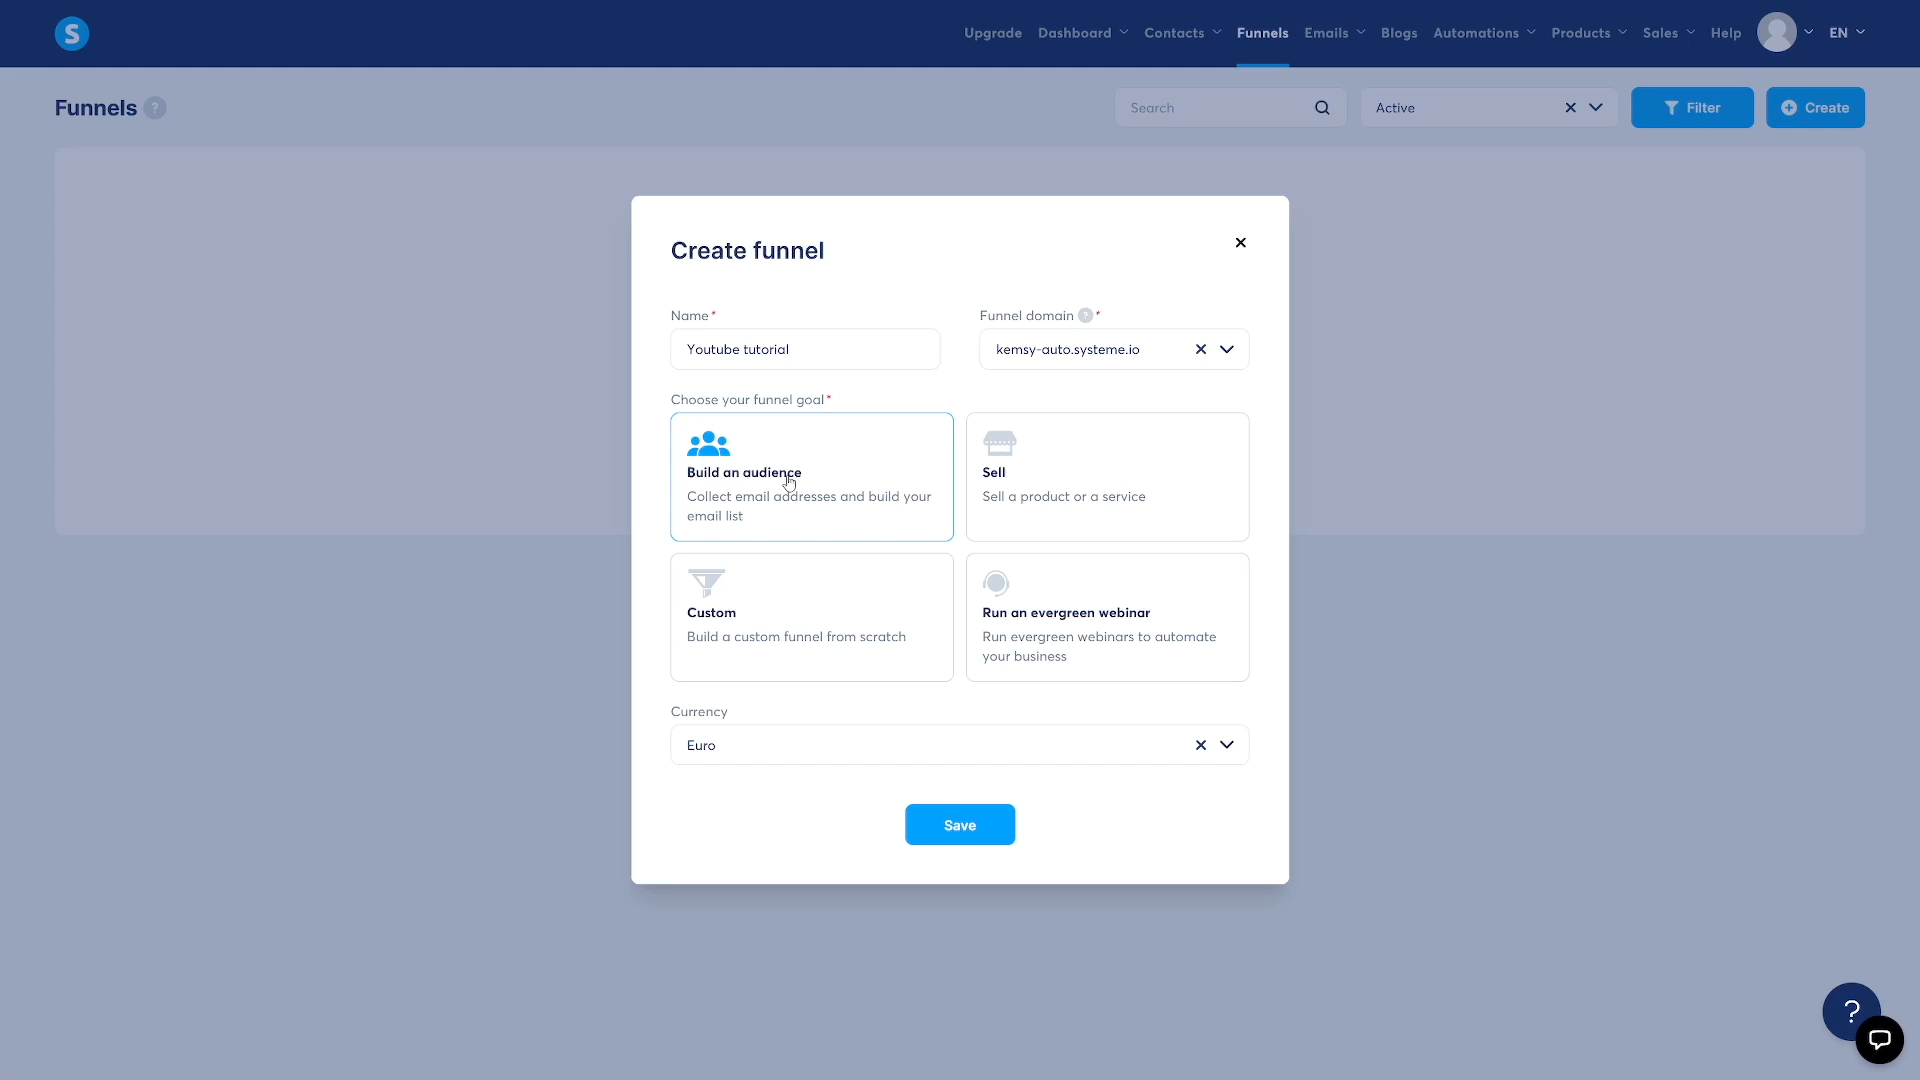 S
Upgrade Dashboard Contacts Funnels Emails Blogs Automations Products Sales Help EN
Funnels ?
Search
Active
Filter
Create
Create funnel
Name*
Funnel domain ? *
Youtube tutorial
kemsy-auto.systeme.io
Choose your funnel goal*
Build an audience
Collect email addresses and build your
email list
Sell
Sell a product or a service
Custom
Build a custom funnel from scratch
Run an evergreen webinar
Run evergreen webinars to automate
your business
Currency
Euro
Save
?